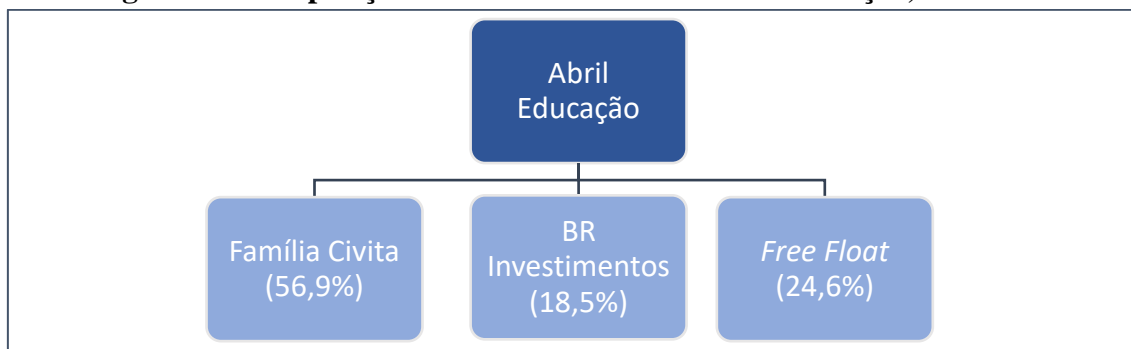 Abril
Educação
Família Civita
(56,9%)
BR
Investimentos
(18,5%)
Free Float
(24,6%)